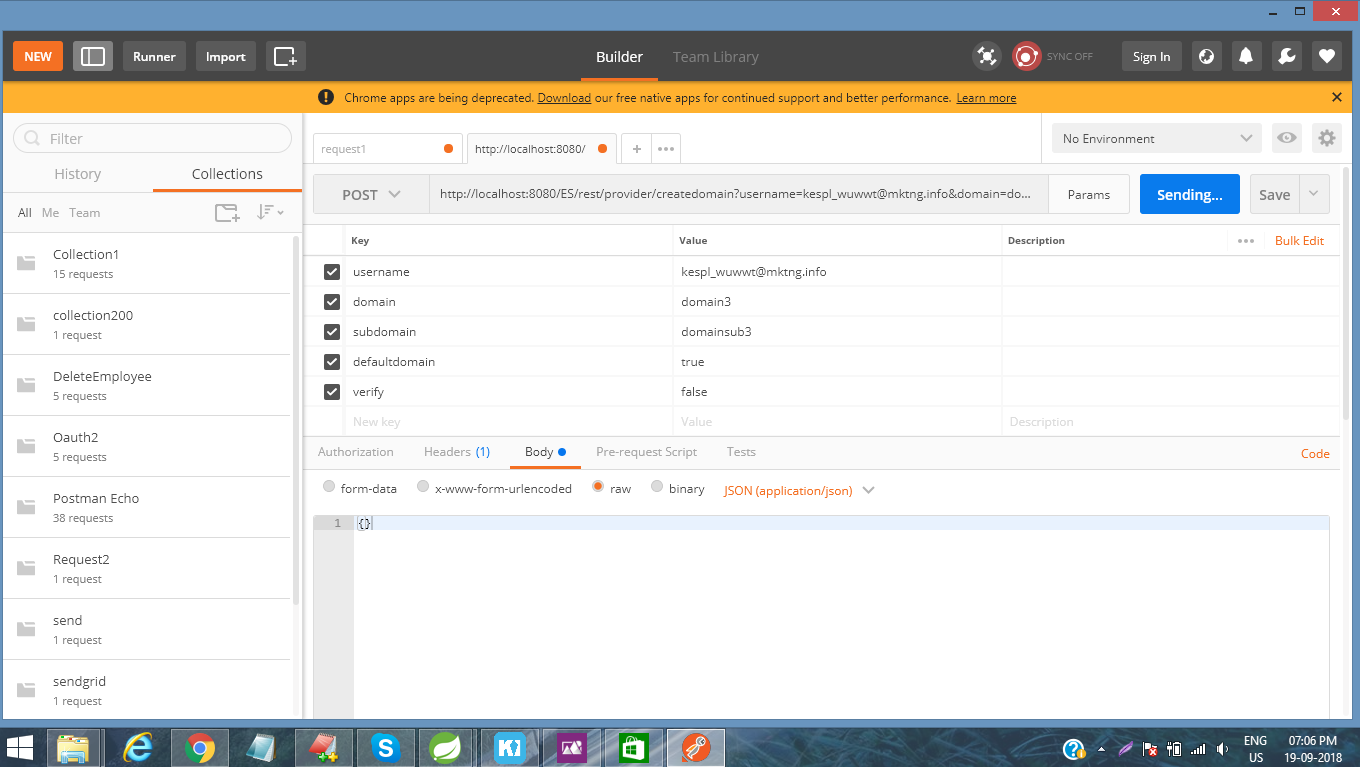 NEW
Runner
Import
Builder
Team Library
SYNC OFF
Sign In
Chrome apps are being deprecated. Download our free native apps for continued support and better performance. Learn more
Filter
History
Collections
All Me Team
Collection1
15 requests
collection200
1 request
DeleteEmployee
5 requests
Oauth2
5 requests
Postman Echo
38 requests
Request2
1 request
send
1 request
sendgrid
1 request
request1
http://localhost:8080/
No Environment
POST
http://localhost:8080/ES/rest/provider/createdomain?username=kespl_wuwwt@mktng.info&domain=do...
Params
Sending...
Save
Key Value Description
Bulk Edit
username kespl_wuwwt@mktng.info
domain domain3
subdomain domainsub3
defaultdomain true
verify false
New key Value Description
Authorization Headers (1) Body Pre-request Script Tests
Code
form-data x-www-form-urlencoded raw binary JSON (application/json)
1 {}
ENG 07:06 PM
US 19-09-2018